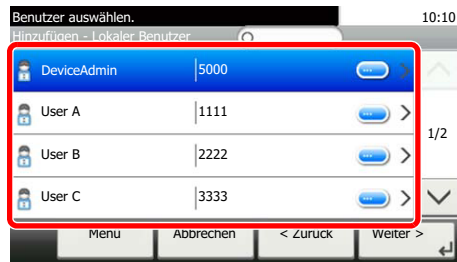 Benutzer auswählen. 10:10
Hinzufügen - Lokaler Benutzer
DeviceAdmin 5000
User A 1111
1/2
User B 2222
User C 3333
Menü Abbrechen < Zurück Weiter >